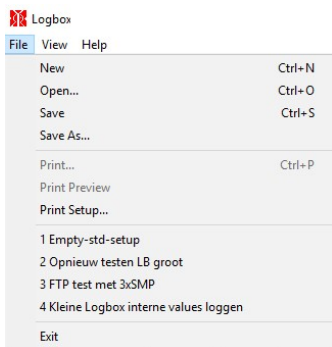 Logbox
File View Help
New Ctrl+N
Open... Ctrl+O
Save Ctrl+S
Save As...
Print... Ctrl+P
Print Preview
Print Setup...
1 Empty-std-setup
2 Opnieuw testen LB groot
3 FTP test met 3xSMP
4 Kleine Logbox interne values loggen
Exit